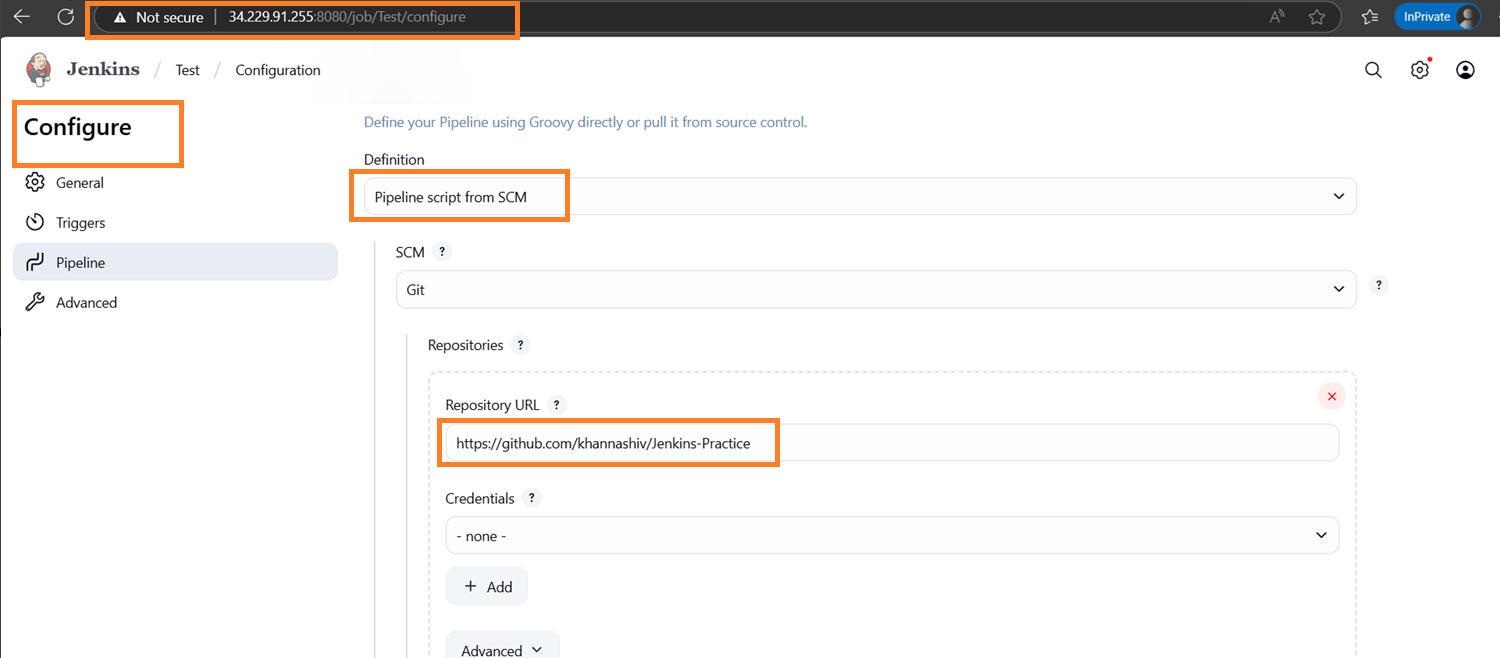 Not secure | 34.229.91.255:8080/job/Test/configure
InPrivate
Jenkins / Test / Configuration
Configure
General
Triggers
Pipeline
Advanced
Define your Pipeline using Groovy directly or pull it from source control.
Definition
Pipeline script from SCM
SCM ?
Git
?
Repositories ?
Repository URL ?
https://github.com/khannashiv/Jenkins-Practice
Credentials ?
- none -
+ Add
Advanced